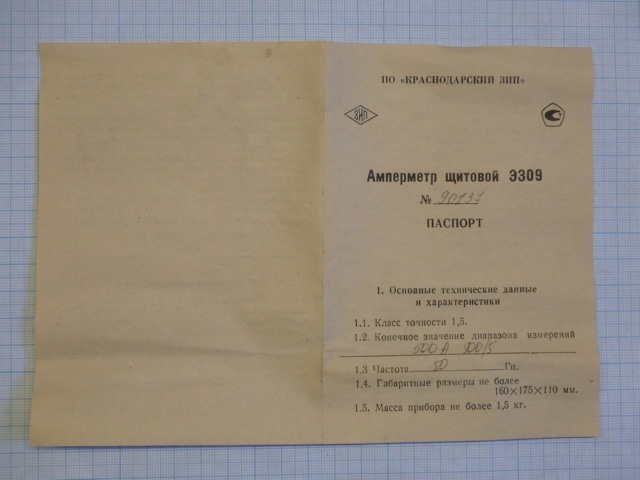 ПО «КРАСНОДАРСКИЙ ЗИП»
ЗИП
Амперметр щитовой Э309
№ 90137
ПАСПОРТ
1. Основные технические данные
и характеристики
1.1. Класс точности 1,5.
1.2. Конечное значение диапазона измерений
500 А 500/5
1.3 Частота 50 Гц.
1.4. Габаритные размеры не более
160×175×110 мм.
1.5. Масса прибора не более 1,5 кг.